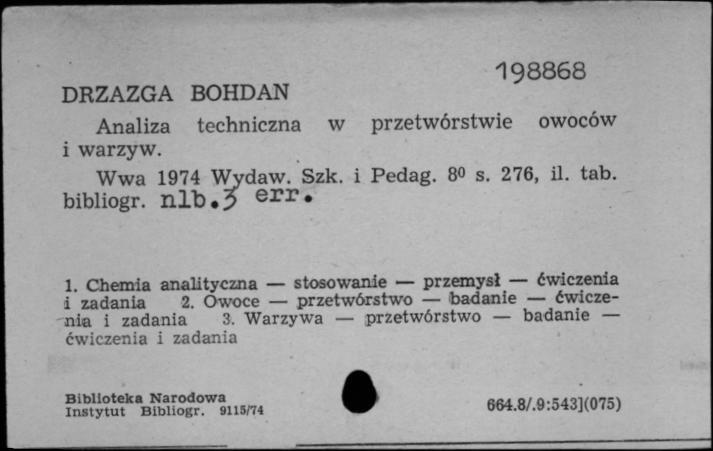 198868
DRZAZGA BOHDAN
Analiza techniczna w przetwórstwie owoców
i warzyw.
Wwa 1974 Wydaw. Szk. i Pedag. 8⁰ s. 276, il. tab.
bibliogr. nlb.3 err.
1. Chemia analityczna — stosowanie — przemysł — ćwiczenia
i zadania 2. Owoce — przetwórstwo — badanie — ćwicze-
nia i zadania 3. Warzywa — przetwórstwo — badanie —
ćwiczenia i zadania
Biblioteka Narodowa
Instytut Bibliogr. 9115/74
664.8/.9:543](075)